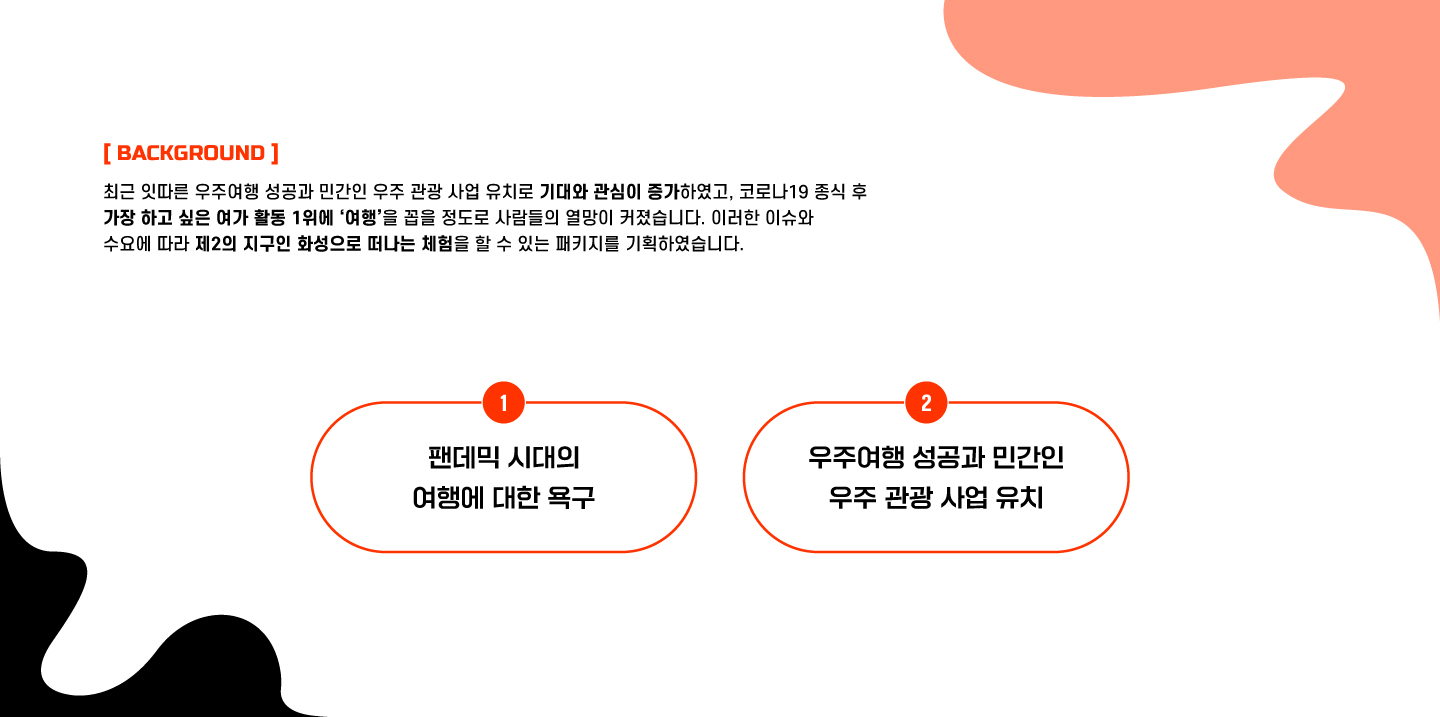 [ BACKGROUND ]
최근 잇따른 우주여행 성공과 민간인 우주 관광 사업 유치로 기대와 관심이 증가하였고, 코로나19 종식 후
가장 하고 싶은 여가 활동 1위에 ‘여행’을 꼽을 정도로 사람들의 열망이 커졌습니다. 이러한 이슈와
수요에 따라 제2의 지구인 화성으로 떠나는 체험을 할 수 있는 패키지를 기획하였습니다.
1
팬데믹 시대의
여행에 대한 욕구
2
우주여행 성공과 민간인
우주 관광 사업 유치